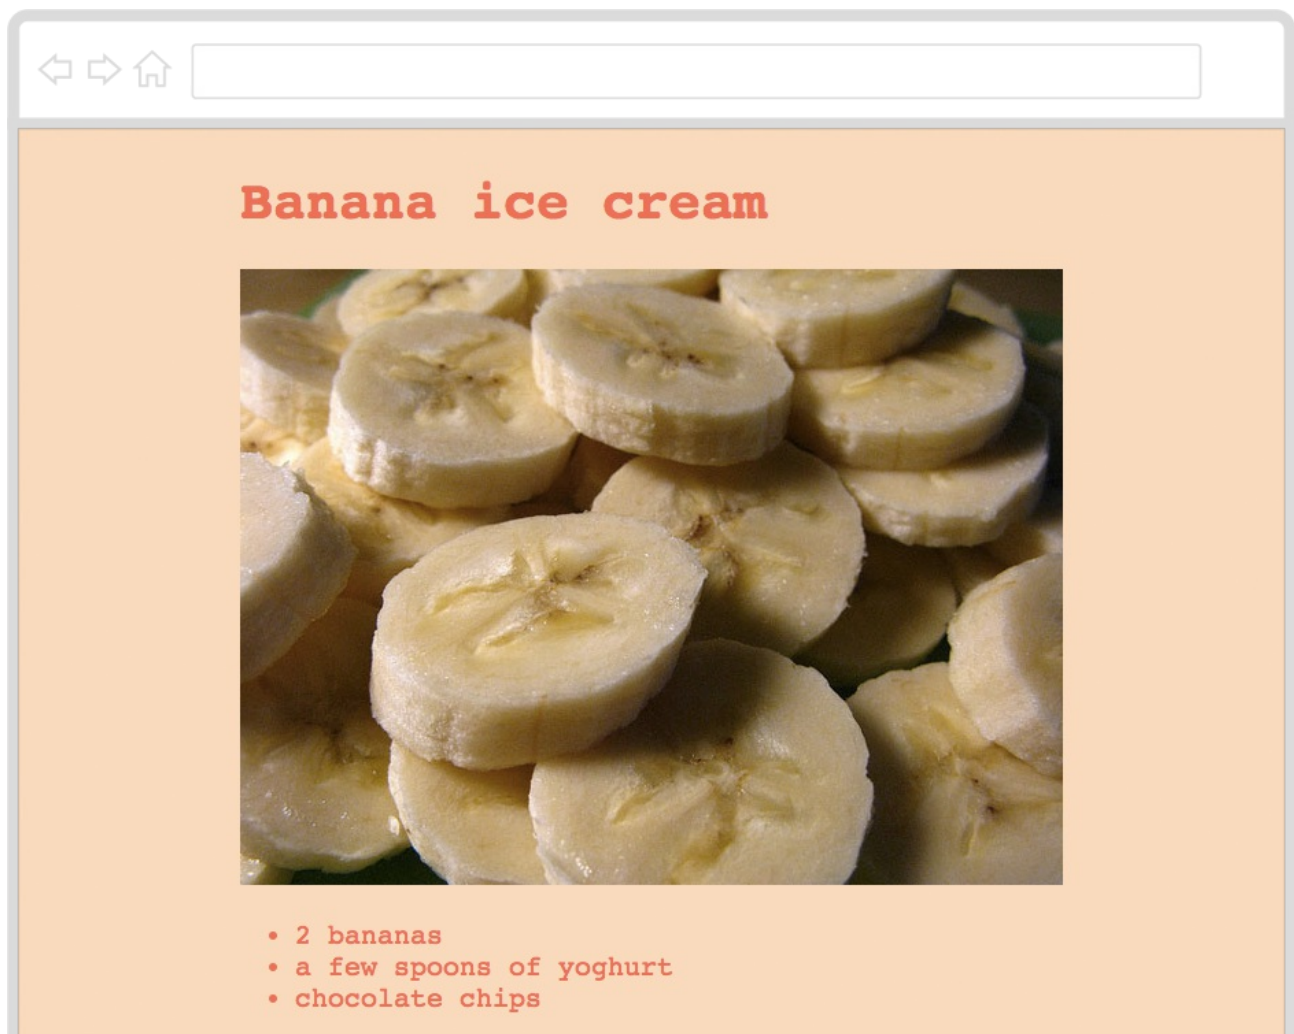 Banana ice cream
• 2 bananas
• a few spoons of yoghurt
• chocolate chips